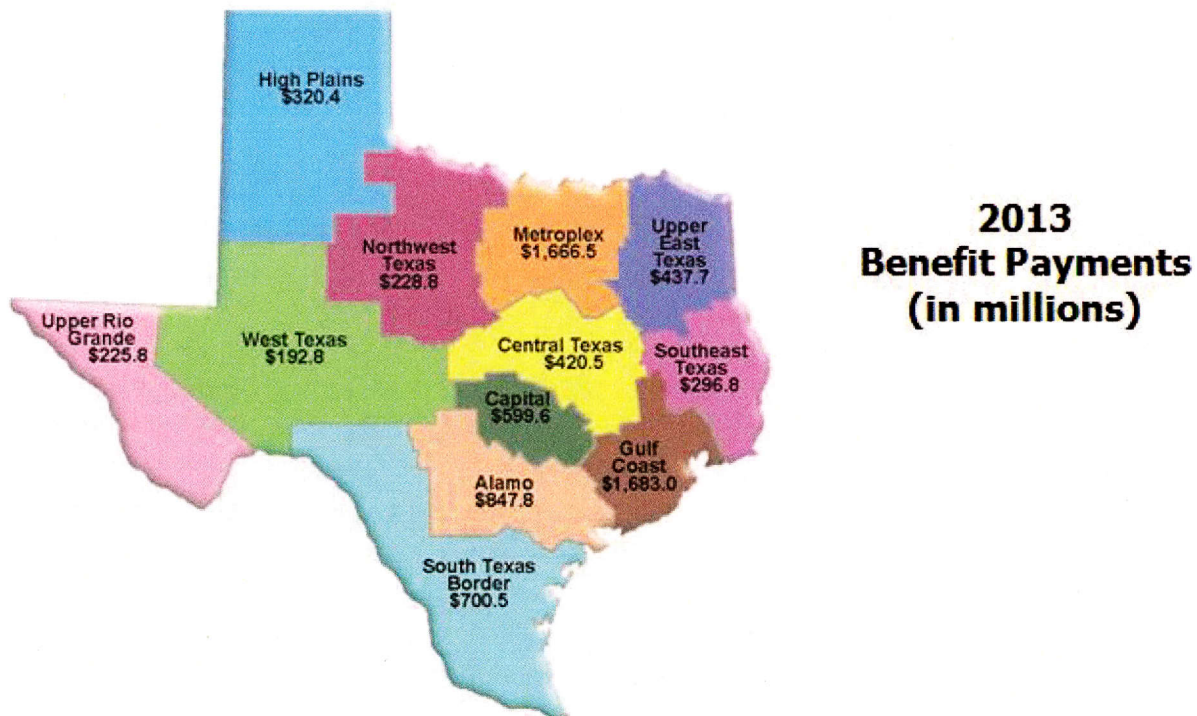 High Plains
$320.4
Northwest
Texas
$228.8
Metroplex
$1,666.5
Upper
East
Texas
$437.7
Upper Rio
Grande
$225.8
West Texas
$192.8
Central Texas
$420.5
Southeast
Texas
$296.8
Capital
$599.6
Gulf
Coast
$1,683.0
Alamo
$847.8
South Texas
Border
$700.5
2013
Benefit Payments
(in millions)